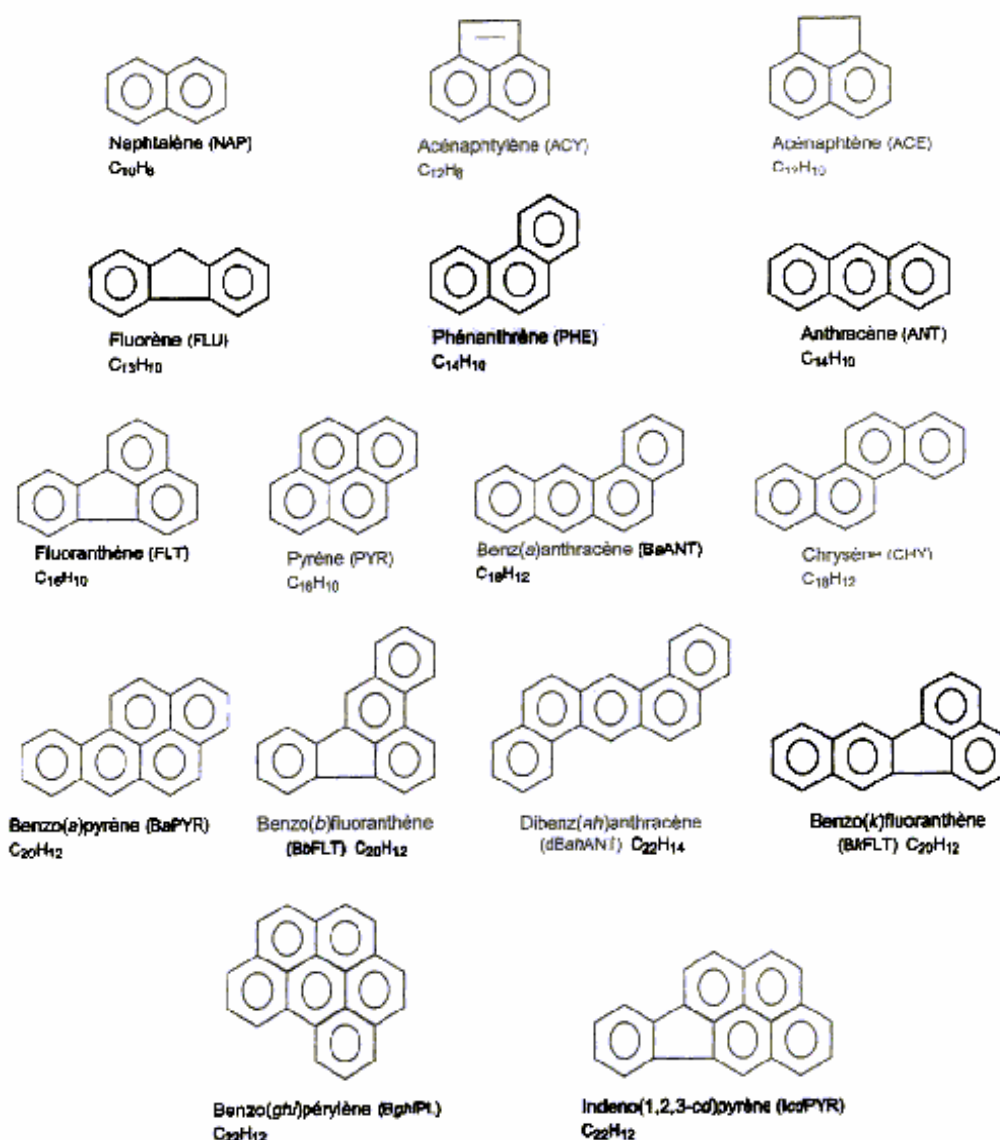 Naphtalène (NAP)
C10H8
Acénaphtylène (ACY)
C12H8
Acénaphtène (ACE)
C12H10
Fluorène (FLU)
C13H10
Phénanthrène (PHE)
C14H10
Anthracène (ANT)
C14H10
Fluoranthène (FLT)
C16H10
Pyrène (PYR)
C16H10
Benz(a)anthracène (BaANT)
C18H12
Chrysène (CHY)
C18H12
Benzo(a)pyrène (BaPYR)
C20H12
Benzo(b)fluoranthène
(BbFLT) C20H12
Dibenz(ah)anthracène
(dBahANT) C22H14
Benzo(k)fluoranthène
(BkFLT) C20H12
Benzo(ghi)pérylène (BghiPL)
C22H12
Indeno(1,2,3-cd)pyrène (IcdPYR)
C22H12